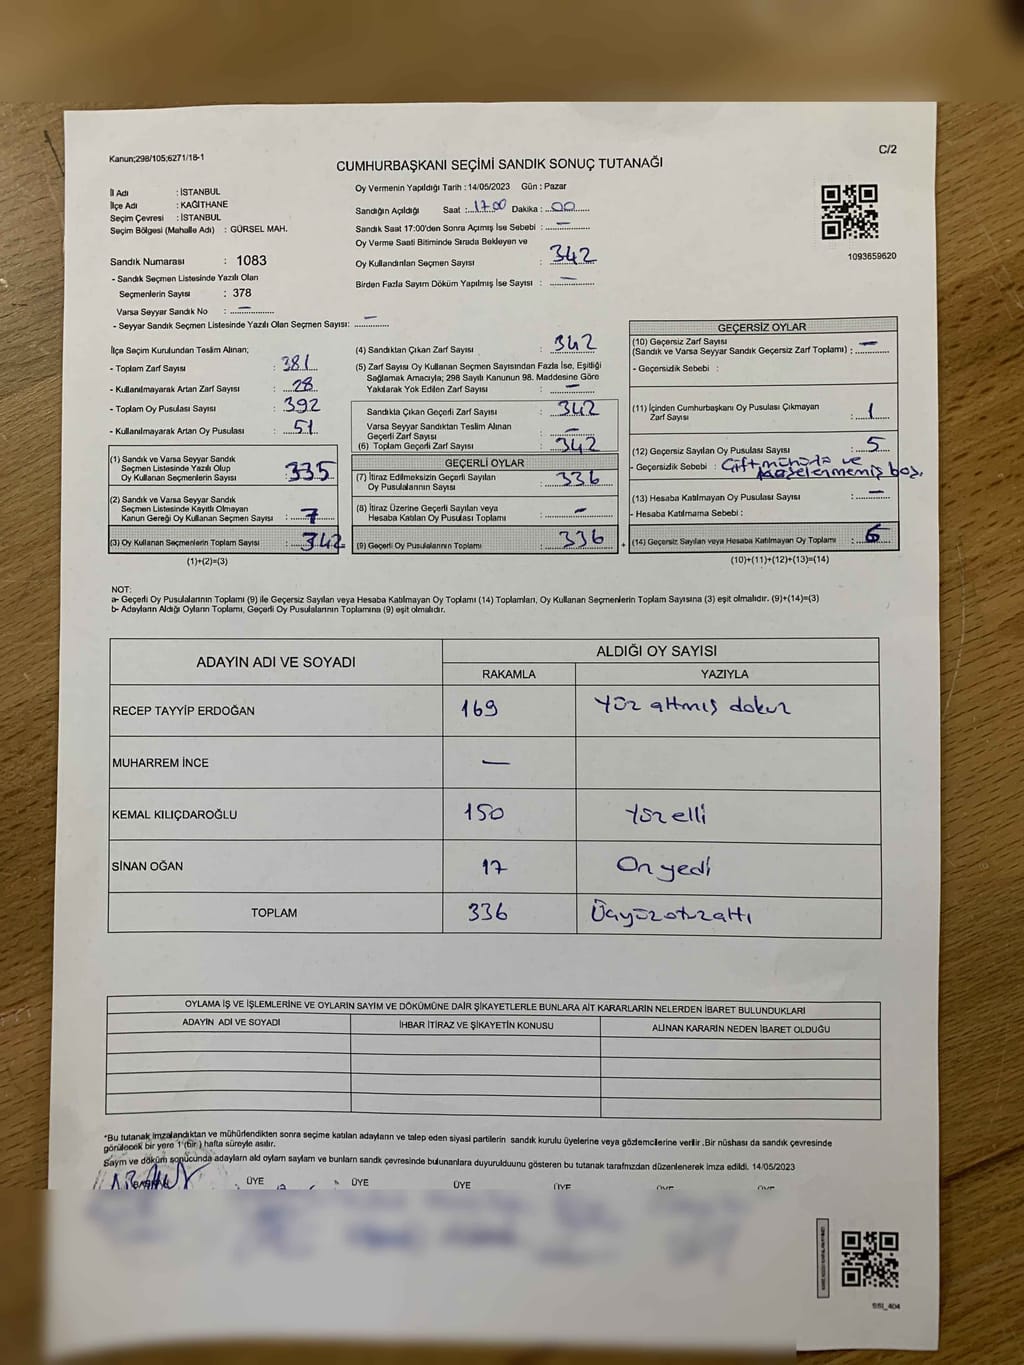 Kanun;298/105;6271/18-1
C/2
CUMHURBAŞKANI SEÇİMİ SANDIK SONUÇ TUTANAĞI
İl Adı : İSTANBUL
İlçe Adı : KAĞITHANE
Seçim Çevresi : İSTANBUL
Seçim Bölgesi (Mahalle Adı) : GÜRSEL MAH.
Sandık Numarası : 1083
- Sandık Seçmen Listesinde Yazılı Olan
Seçmenlerin Sayısı : 378
Varsa Seyyar Sandık No : —
- Seyyar Sandık Seçmen Listesinde Yazılı Olan Seçmen Sayısı: —
Oy Vermenin Yapıldığı Tarih : 14/05/2023 Gün : Pazar
Sandığın Açıldığı Saat : 17.00 Dakika : 00
Sandık Saat 17:00'den Sonra Açımış İse Sebebi : —
Oy Verme Saati Bitiminde Sırada Bekleyen ve
Oy Kullandırılan Seçmen Sayısı : 342
Birden Fazla Sayım Döküm Yapılmış İse Sayısı : —
1093659620
İlçe Seçim Kurulundan Teslim Alınan;
- Toplam Zarf Sayısı : 381
- Kullanılmayarak Artan Zarf Sayısı : 28
- Toplam Oy Pusulası Sayısı : 392
- Kullanılmayarak Artan Oy Pusulası : 51
(1) Sandık ve Varsa Seyyar Sandık
Seçmen Listesinde Yazılı Olup
Oy Kullanan Seçmenlerin Sayısı : 335
(2) Sandık ve Varsa Seyyar Sandık
Seçmen Listesinde Kayıtlı Olmayan
Kanun Gereği Oy Kullanan Seçmen Sayısı : 7
(3) Oy Kullanan Seçmenlerin Toplam Sayısı : 342
(1)+(2)=(3)
(4) Sandıktan Çıkan Zarf Sayısı : 342
(5) Zarf Sayısı Oy Kullanan Seçmen Sayısından Fazla İse, Eşitliği
Sağlamak Amacıyla; 298 Sayılı Kanunun 98. Maddesine Göre
Yakılarak Yok Edilen Zarf Sayısı : —
Sandıkta Çıkan Geçerli Zarf Sayısı : 342
Varsa Seyyar Sandıktan Teslim Alınan
Geçerli Zarf Sayısı : —
(6) Toplam Geçerli Zarf Sayısı : 342
GEÇERLİ OYLAR
(7) İtiraz Edilmeksizin Geçerli Sayılan
Oy Pusulalarının Sayısı : 336
(8) İtiraz Üzerine Geçerli Sayılan veya
Hesaba Katılan Oy Pusulası Toplamı : —
(9) Geçerli Oy Pusulalarının Toplamı : 336
+
GEÇERSİZ OYLAR
(10) Geçersiz Zarf Sayısı
(Sandık ve Varsa Seyyar Sandık Geçersiz Zarf Toplamı) : —
- Geçersizlik Sebebi :
(11) İçinden Cumhurbaşkanı Oy Pusulası Çıkmayan
Zarf Sayısı : 1
(12) Geçersiz Sayılan Oy Pusulası Sayısı : 5
- Geçersizlik Sebebi : Çift mühürlü ve
boş.
(13) Hesaba Katılmayan Oy Pusulası Sayısı : —
- Hesaba Katılmama Sebebi :
(14) Geçersiz Sayılan veya Hesaba Katılmayan Oy Toplamı : 6
(10)+(11)+(12)+(13)=(14)
NOT:
a- Geçerli Oy Pusulalarının Toplamı (9) ile Geçersiz Sayılan veya Hesaba Katılmayan Oy Toplamı (14) Toplamları, Oy Kullanan Seçmenlerin Toplam Sayısına (3) eşit olmalıdır. (9)+(14)=(3)
b- Adayların Aldığı Oyların Toplamı, Geçerli Oy Pusulalarının Toplamına (9) eşit olmalıdır.
ADAYIN ADI VE SOYADI
ALDIĞI OY SAYISI
RAKAMLA YAZIYLA
RECEP TAYYİP ERDOĞAN 169 Yüz altmış dokuz
MUHARREM İNCE —
KEMAL KILIÇDAROĞLU 150 Yüz elli
SİNAN OĞAN 17 On yedi
TOPLAM 336 Üçyüzotuzaltı
OYLAMA İŞ VE İŞLEMLERİNE VE OYLARIN SAYIM VE DÖKÜMÜNE DAİR ŞİKAYETLERLE BUNLARA AİT KARARLARIN NELERDEN İBARET BULUNDUKLARI
ADAYIN ADI VE SOYADI İHBAR İTİRAZ VE ŞİKAYETİN KONUSU ALINAN KARARIN NEDEN İBARET OLDUĞU
*Bu tutanak imzalandıktan ve mühürlendikten sonra seçime katılan adayların ve talep eden siyasi partilerin sandık kurulu üyelerine veya gözlemcilerine verilir .Bir nüshası da sandık çevresinde
görülecek bir yere 1 (bir ) hafta süreyle asılır.
Sayım ve döküm sonucunda adayların ald oyların sayları ve bunların sandk çevresinde bulunanlara duyurulduunu gösteren bu tutanak tarafmzdan düzenlenerek imza edildi. 14/05/2023
ÜYE ÜYE ÜYE ÜYE ÜYE ÜYE
SSI_404